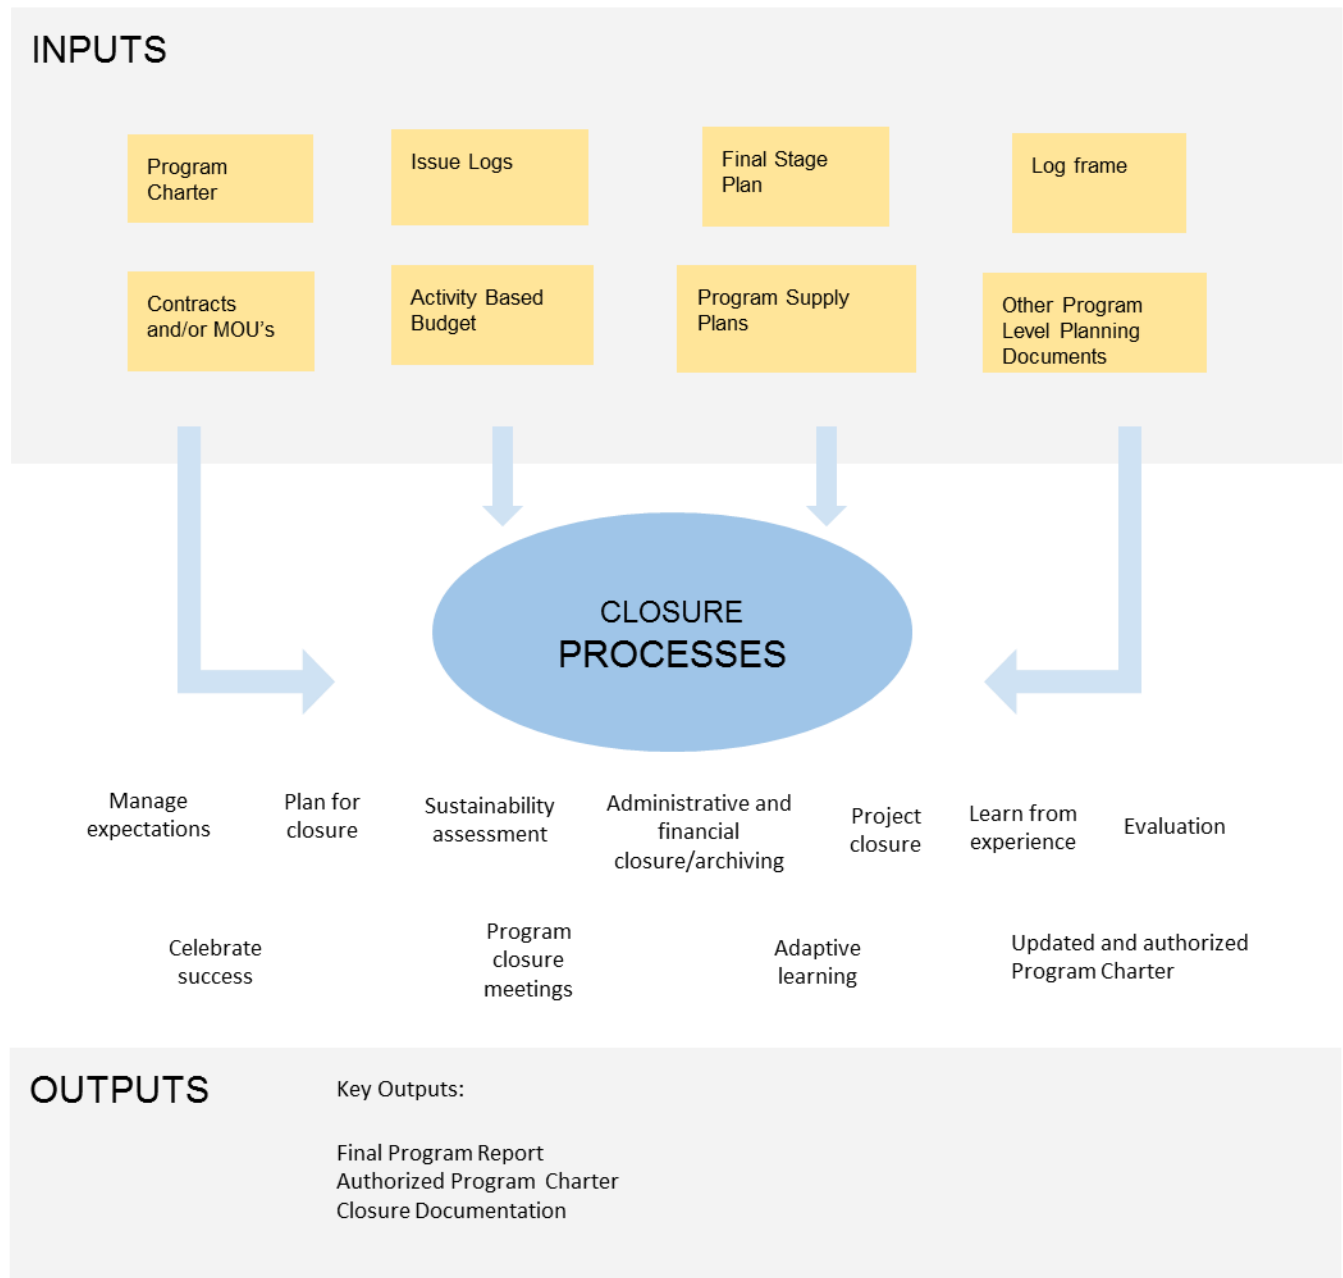 INPUTS
Program
Charter
Issue Logs
Final Stage
Plan
Log frame
Contracts
and/or MOU's
Activity Based
Budget
Program Supply
Plans
Other Program
Level Planning
Documents
CLOSURE
PROCESSES
Manage
expectations
Plan for
closure
Sustainability
assessment
Administrative and
financial
closure/archiving
Project
closure
Learn from
experience
Evaluation
Celebrate
success
Program
closure
meetings
Adaptive
learning
Updated and authorized
Program Charter
OUTPUTS
Key Outputs:
Final Program Report
Authorized Program Charter
Closure Documentation